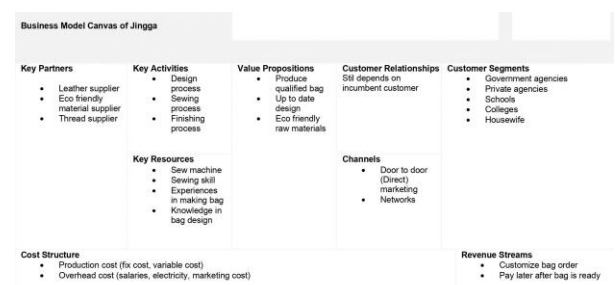 Business Model Canvas of Jingga
Key Partners
• Leather supplier
• Eco friendly
material supplier
• Thread supplier
Key Activities
• Design
process
• Sewing
process
• Finishing
process
Key Resources
• Sew machine
• Sewing skill
• Experiences
in making bag
• Knowledge in
bag design
Value Propositions
• Produce
qualified bag
• Up to date
design
• Eco friendly
raw materials
Customer Relationships
Stil depends on
incumbent customer
Channels
• Door to door
(Direct)
marketing
• Networks
Customer Segments
• Government agencies
• Private agencies
• Schools
• Colleges
• Housewife
Cost Structure
• Production cost (fix cost, variable cost)
• Overhead cost (salaries, electricity, marketing cost)
Revenue Streams
• Customize bag order
• Pay later after bag is ready